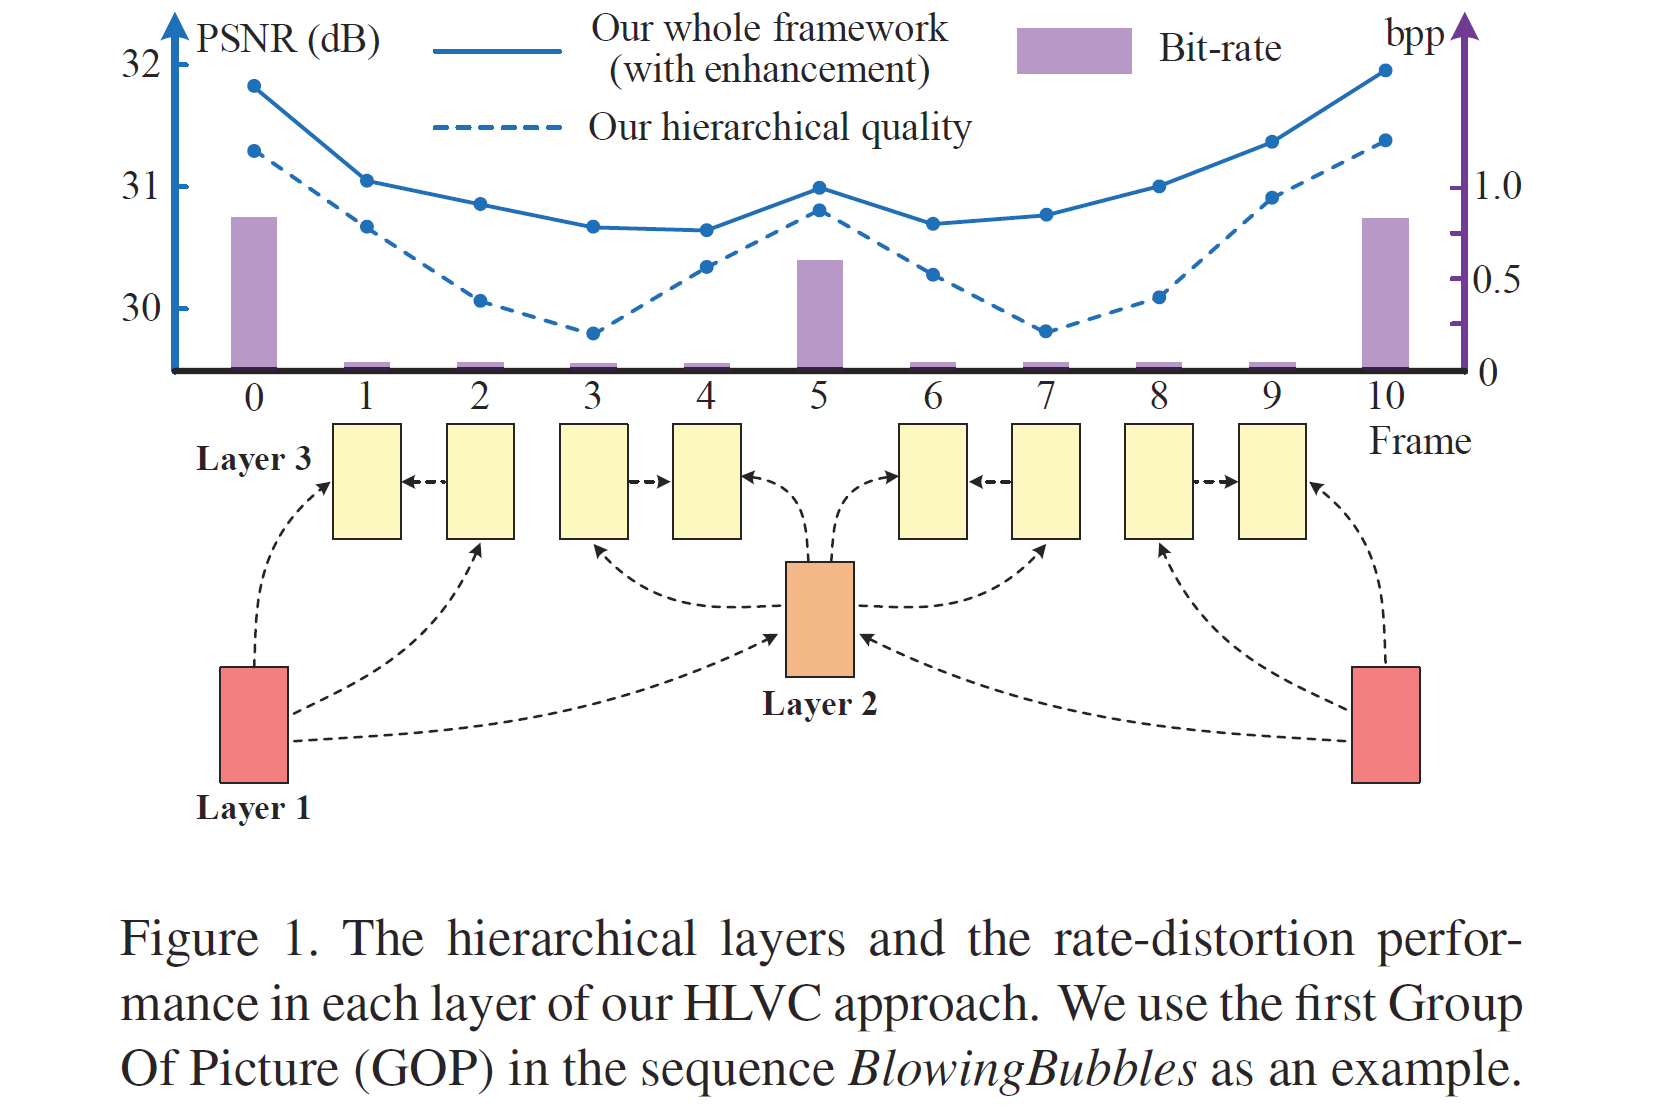 PSNR (dB)
Our whole framework
(with enhancement)
Our hierarchical quality
Bit-rate
bpp
32
31
30
1.0
0.5
0
0 1 2 3 4 5 6 7 8 9 10
Frame
Layer 3
Layer 2
Layer 1
Figure 1. The hierarchical layers and the rate-distortion perfor-
mance in each layer of our HLVC approach. We use the first Group
Of Picture (GOP) in the sequence BlowingBubbles as an example.